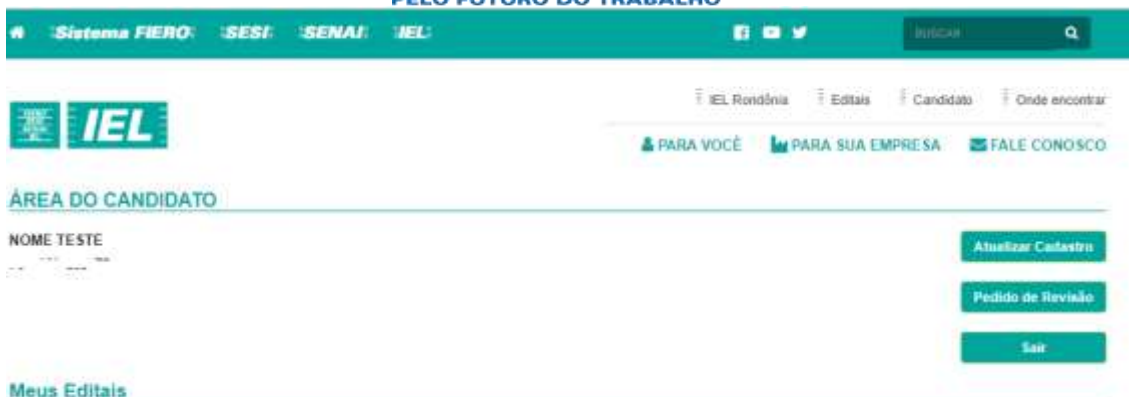 PELO FUTURO DO TRABALHO
Sistema FIERO SESI SENAI IEL BUSCAR
IEL Rondônia Editais Candidato Onde encontrar
IEL
PARA VOCÊ PARA SUA EMPRESA FALE CONOSCO
ÁREA DO CANDIDATO
NOME TESTE
Atualizar Cadastro
Pedido de Revisão
Sair
Meus Editais